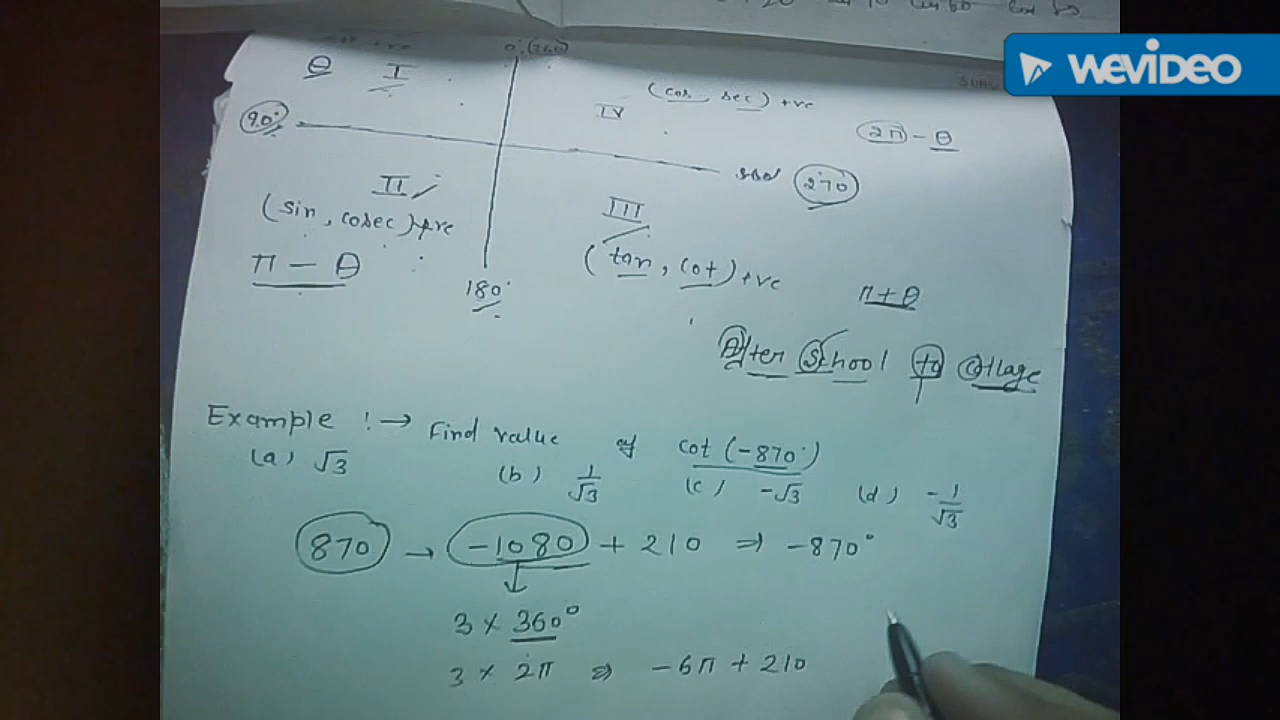 WEVIDEO
0° (360)
θ I
(cos, sec) +ve
IV
90°
2π - θ
270
II
(sin, cosec) +ve
III
π - θ
(tan, cot) +ve
180°
π + θ
After School to Collage
Example :→ Find value of cot (-870°)
(a) √3 (b) 1/√3 (c) -√3 (d) -1/√3
870 → -1080 + 210 ⇒ -870°
3 × 360°
3 × 2π ⇒ -6π + 210